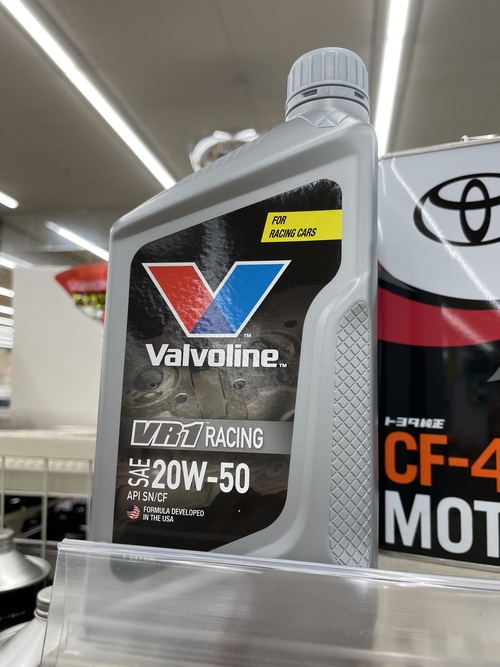 FOR
RACING CARS
Valvoline™
VR1 RACING
SAE 20W-50
API SN/CF
FORMULA DEVELOPED
IN THE USA
トヨタ純正
CF-4
MOT